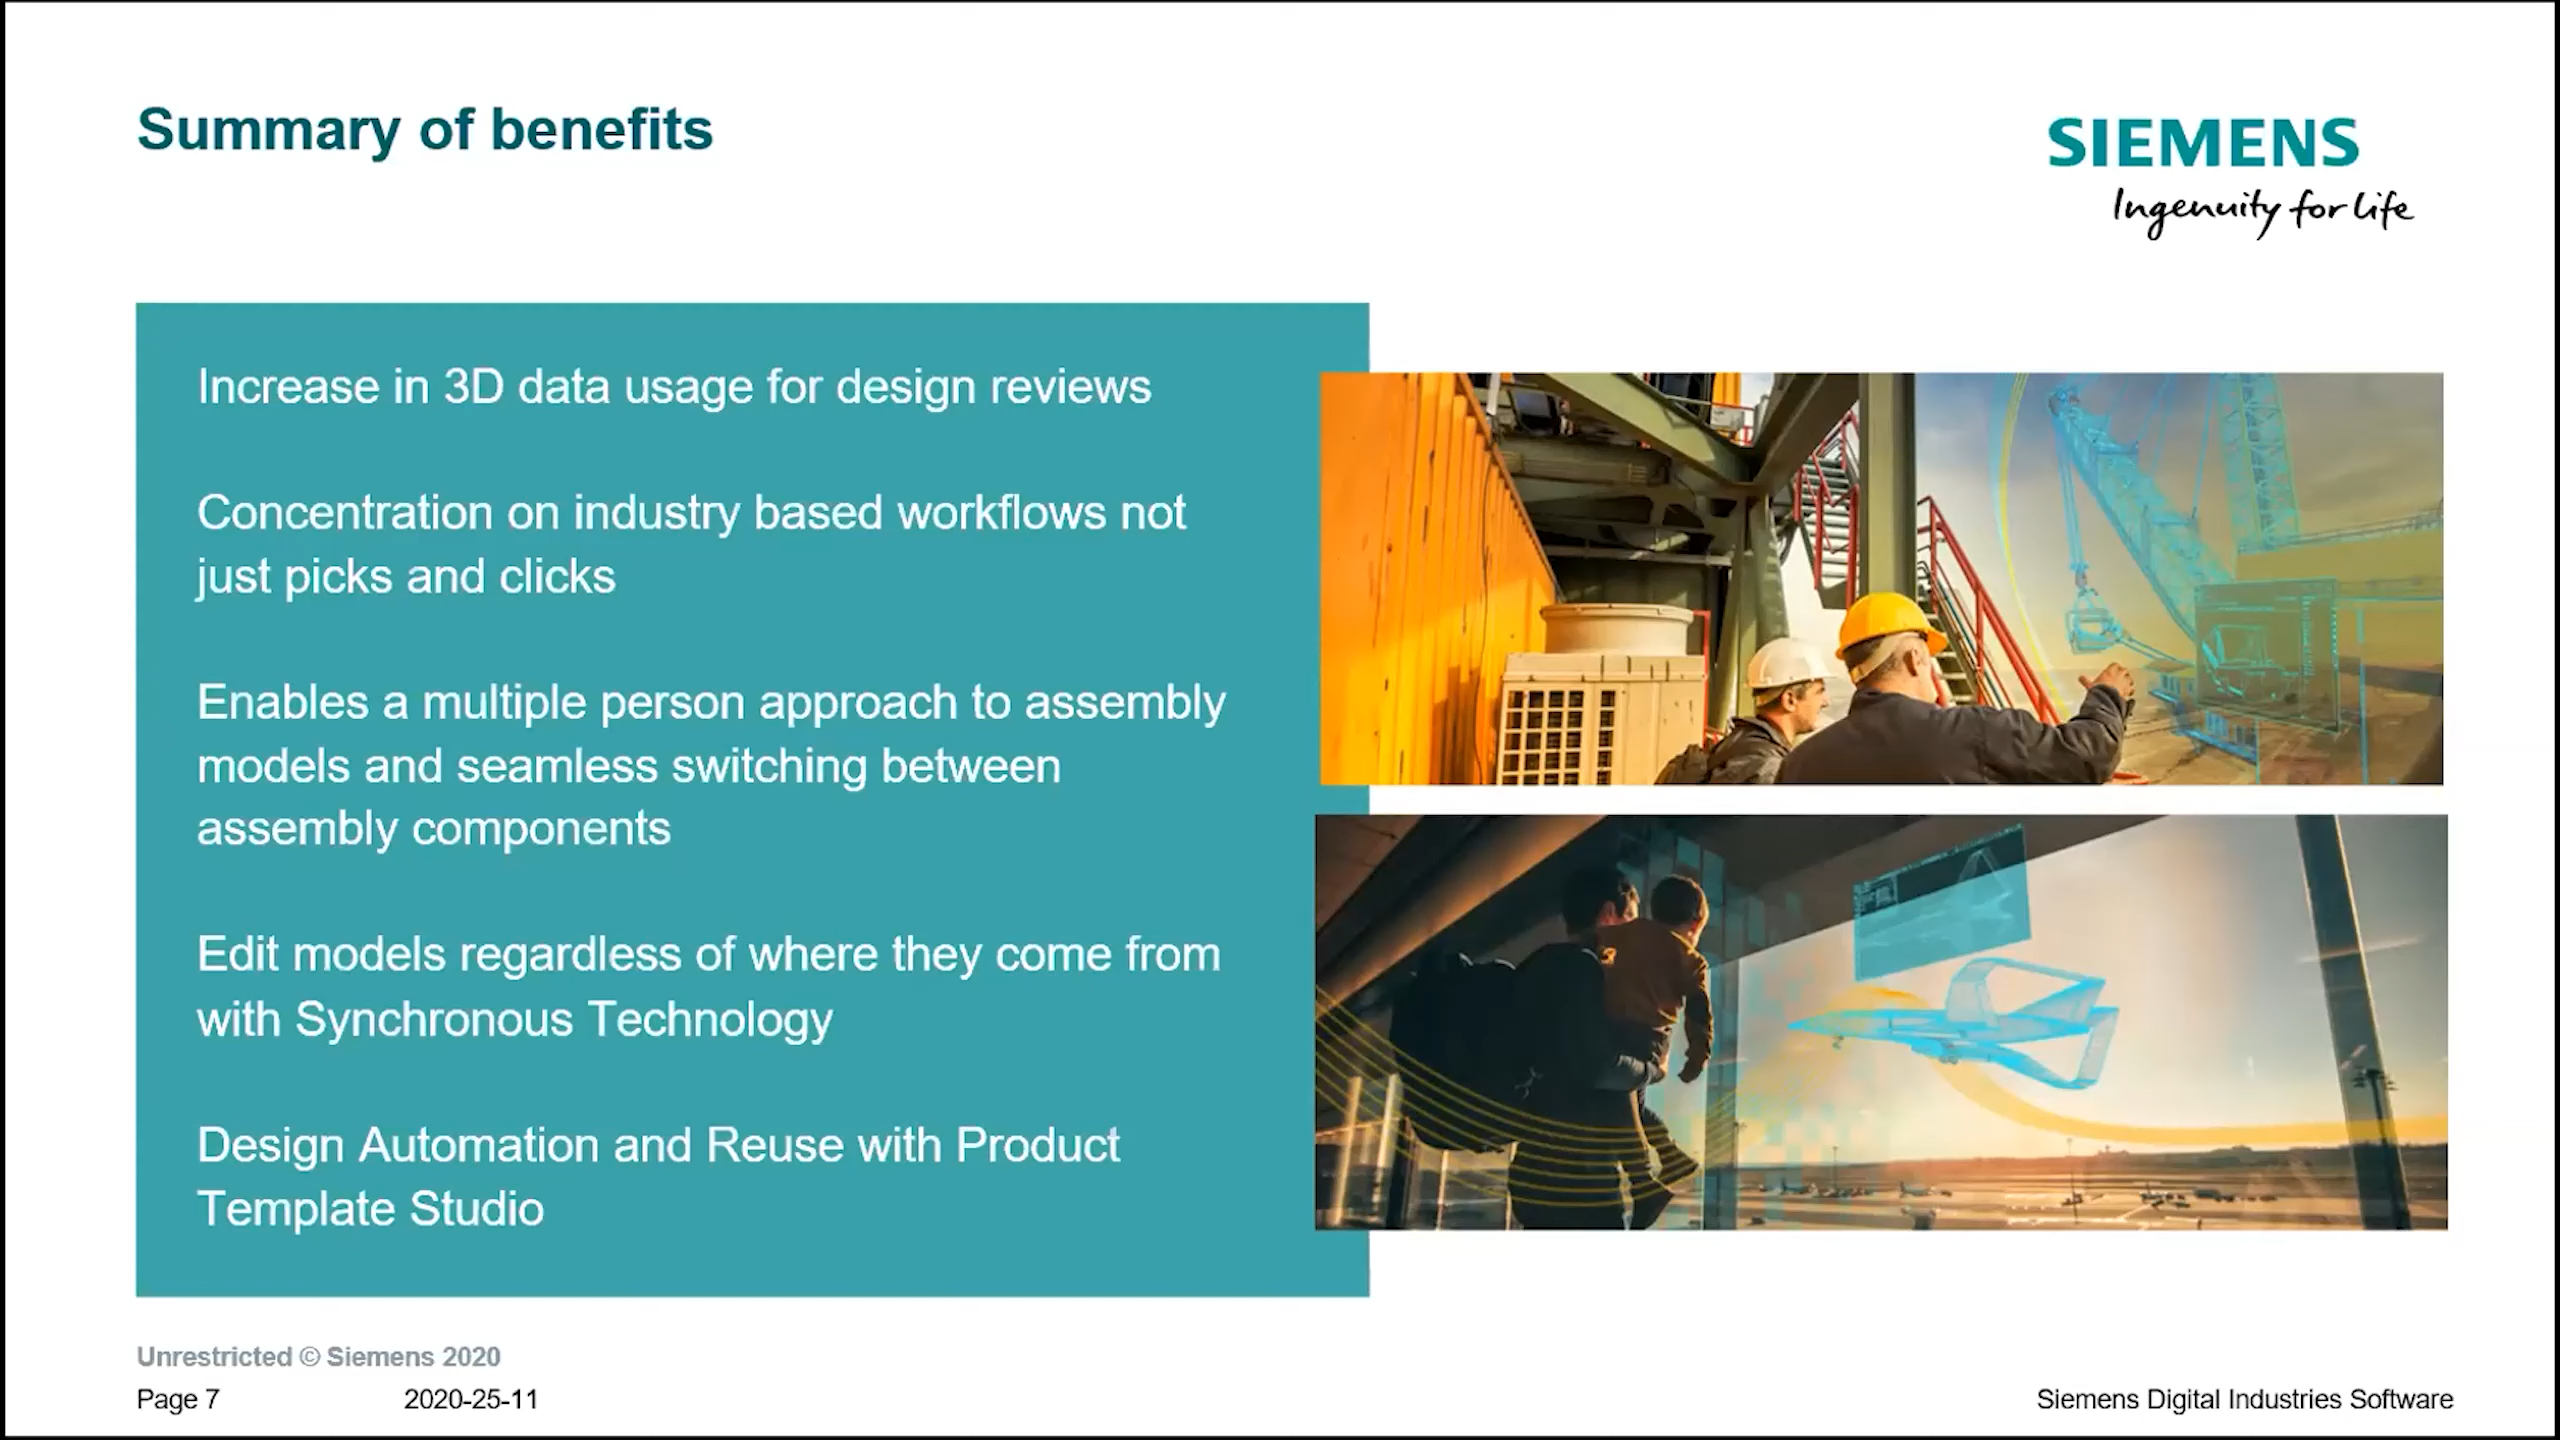 Summary of benefits
SIEMENS
Ingenuity for life
Increase in 3D data usage for design reviews
Concentration on industry based workflows not
just picks and clicks
Enables a multiple person approach to assembly
models and seamless switching between
assembly components
Edit models regardless of where they come from
with Synchronous Technology
Design Automation and Reuse with Product
Template Studio
Unrestricted © Siemens 2020
Page 7
2020-25-11
Siemens Digital Industries Software